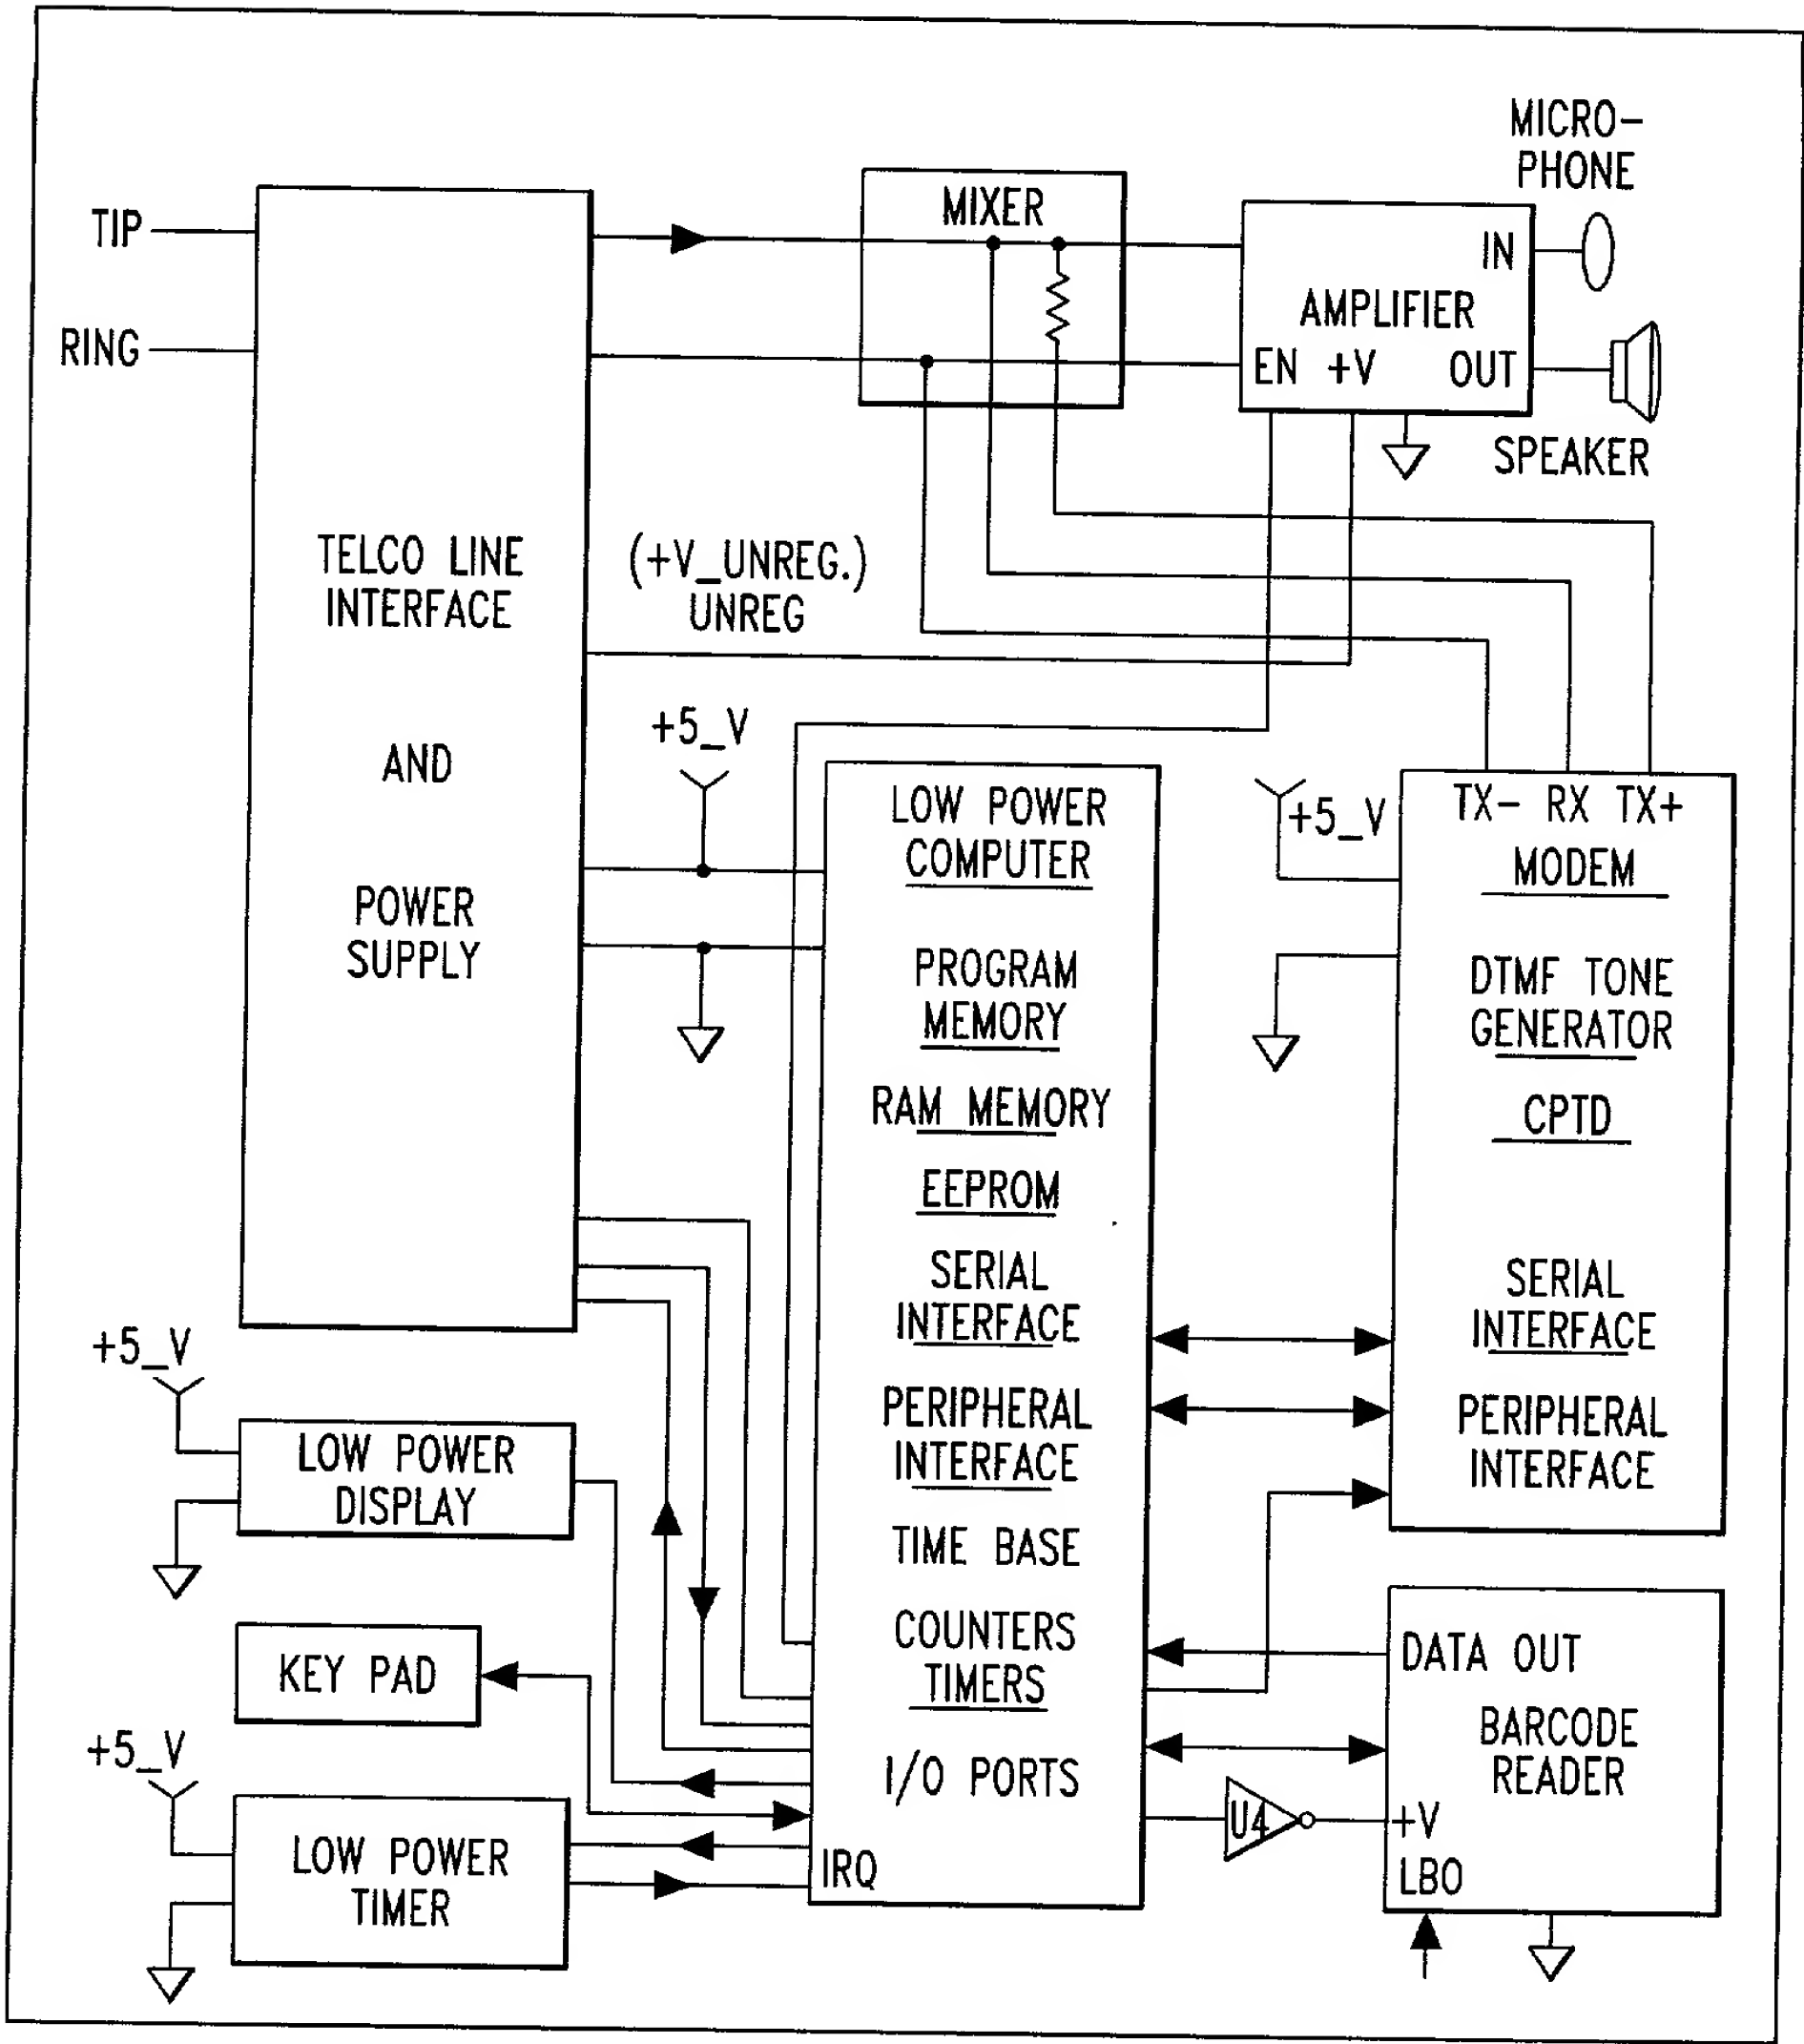 MICRO-
PHONE
MIXER
TIP
IN
AMPLIFIER
RING
EN +V OUT
SPEAKER
TELCO LINE
INTERFACE
AND
POWER
SUPPLY
(+V_UNREG.)
UNREG
+5_V
LOW POWER
COMPUTER
PROGRAM
MEMORY
RAM MEMORY
EEPROM
SERIAL
INTERFACE
PERIPHERAL
INTERFACE
TIME BASE
COUNTERS
TIMERS
I/O PORTS
IRQ
+5_V
TX- RX TX+
MODEM
DTMF TONE
GENERATOR
CPTD
SERIAL
INTERFACE
PERIPHERAL
INTERFACE
+5_V
LOW POWER
DISPLAY
KEY PAD
+5_V
LOW POWER
TIMER
DATA OUT
BARCODE
READER
U4
+V
LBO